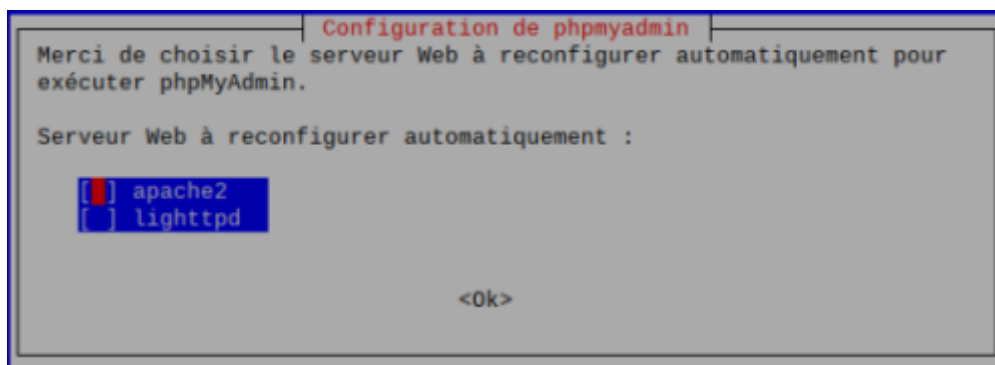 Configuration de phpmyadmin
Merci de choisir le serveur Web à reconfigurer automatiquement pour
exécuter phpMyAdmin.
Serveur Web à reconfigurer automatiquement :
[ ] apache2
[ ] lighttpd
<Ok>